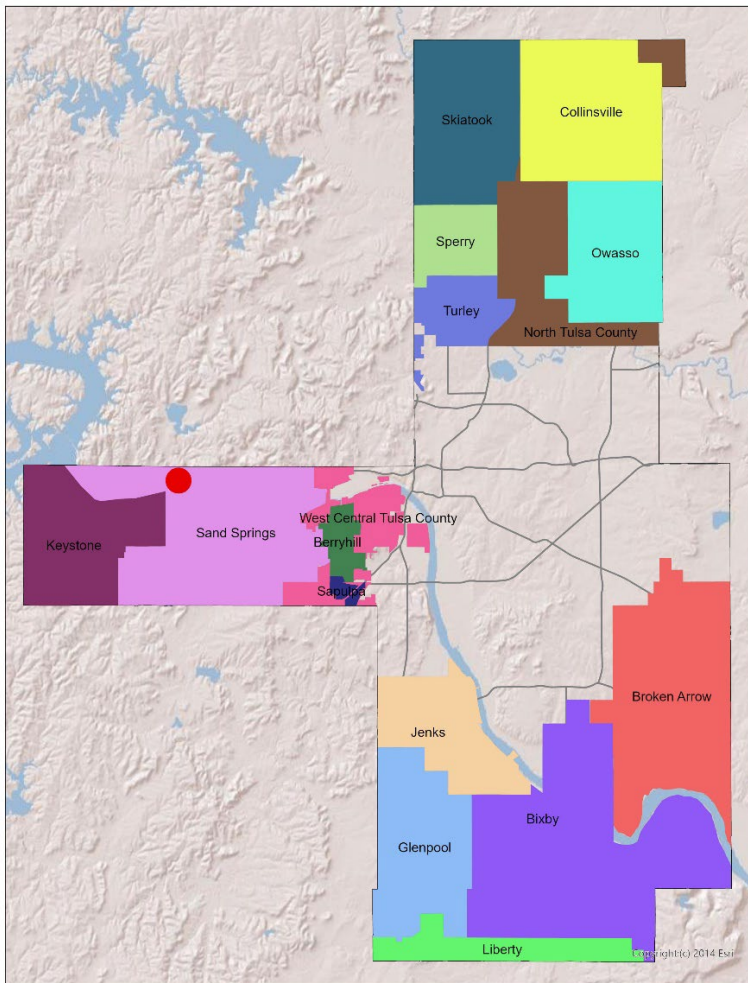 Skiatook
Collinsville
Sperry
Owasso
Turley
North Tulsa County
West Central Tulsa County
Sand Springs
Berryhill
Keystone
Sapulpa
Broken Arrow
Jenks
Bixby
Glenpool
Liberty
Copyright:(c) 2014 Esri